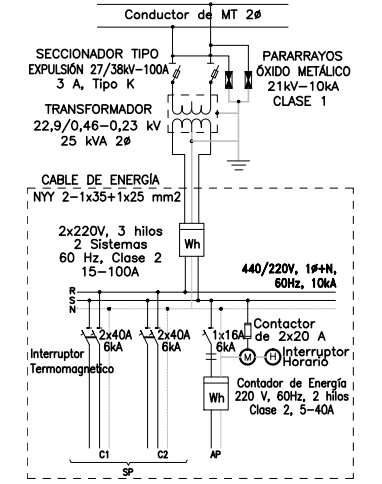 Conductor de MT 2ø
SECCIONADOR TIPO
EXPULSIÓN 27/38kV-100A
3 A, Tipo K
PARARRAYOS
ÓXIDO METÁLICO
21kV-10kA
CLASE 1
TRANSFORMADOR
22,9/0,46-0,23 kV
25 kVA 2ø
CABLE DE ENERGÍA
NYY 2-1x35+1x25 mm2
2x220V, 3 hilos
2 Sistemas
60 Hz, Clase 2
15-100A
Wh
440/220V, 1ø+N,
60Hz, 10kA
R
S
N
2x40A
6kA
2x40A
6kA
1x16A
6kA
Contactor
de 2x20 A
Interruptor
Termomagnetico
M
H
Interruptor
Horario
Wh
Contador de Energía
220 V, 60Hz, 2 hilos
Clase 2, 5-40A
C1
C2
AP
SP